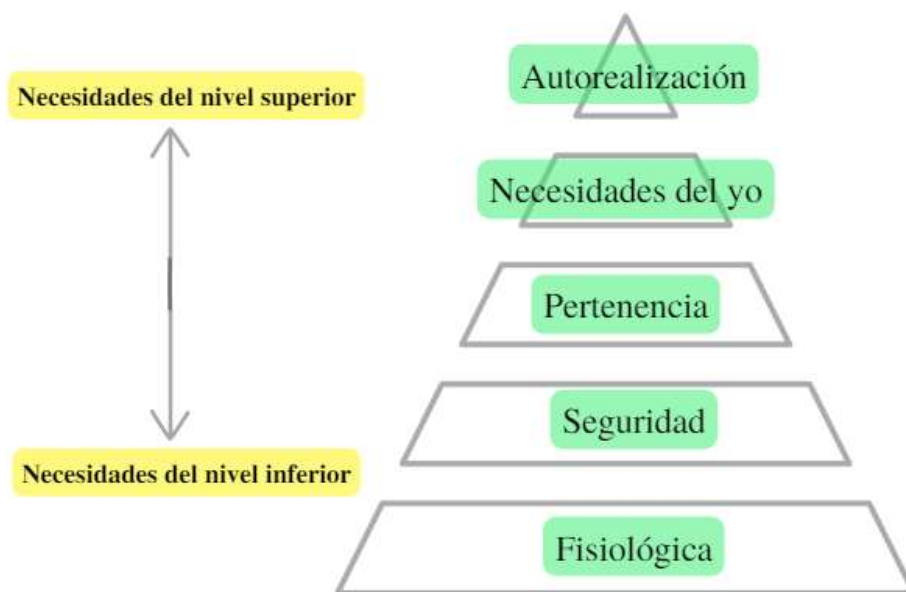 Autorealización
Necesidades del nivel superior
Necesidades del yo
Pertenencia
Seguridad
Necesidades del nivel inferior
Fisiológica